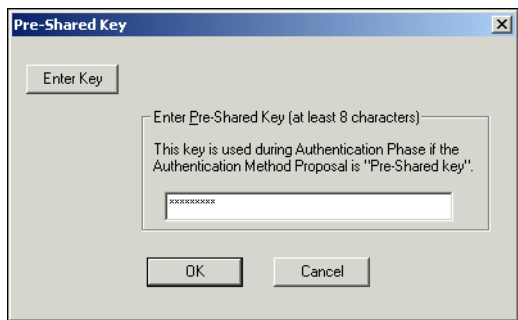 Pre-Shared Key
Enter Key
Enter Pre-Shared Key (at least 8 characters)
This key is used during Authentication Phase if the
Authentication Method Proposal is "Pre-Shared key".
*********
OK
Cancel